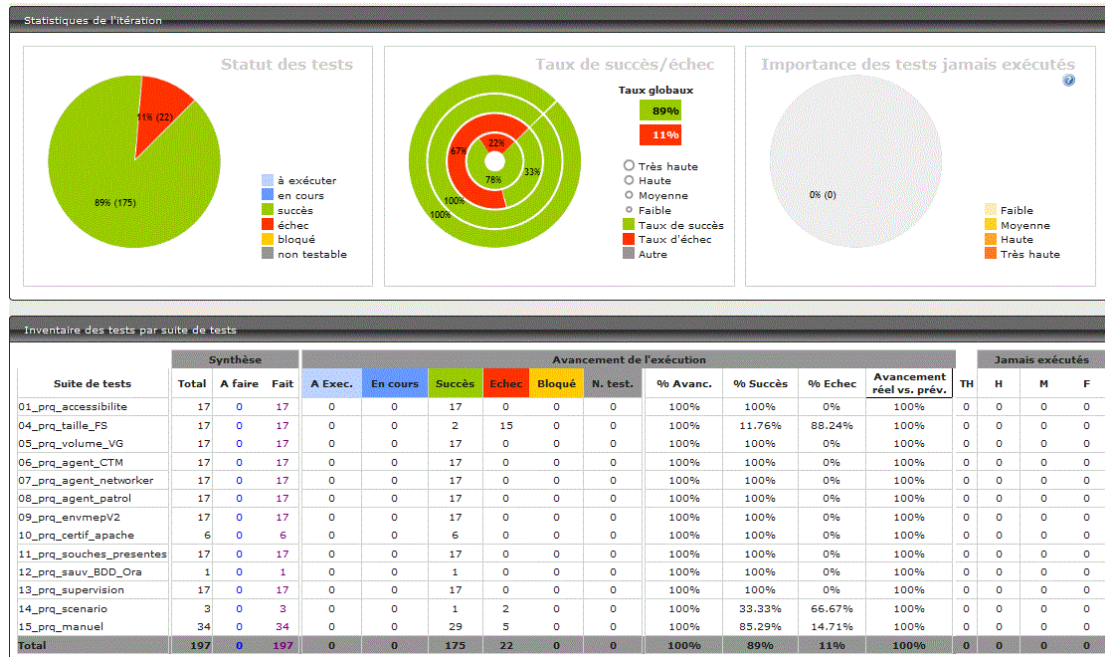 Statistiques de l'itération
Statut des tests
11% (22)
89% (175)
à exécuter
en cours
succès
échec
bloqué
non testable
Taux de succès/échec
Taux globaux
89%
11%
22%
67%
33%
78%
100%
100%
Très haute
Haute
Moyenne
Faible
Taux de succès
Taux d'échec
Autre
Importance des tests jamais exécutés
0% (0)
Faible
Moyenne
Haute
Très haute
Inventaire des tests par suite de tests
Synthèse Avancement de l'exécution Jamais exécutés
Suite de tests Total A faire Fait A Exec. En cours Succès Echec Bloqué N. test. % Avanc. % Succès % Echec Avancement réel vs. prév. TH H M F
01_prq_accessibilite 17 0 17 0 0 17 0 0 0 100% 100% 0% 100% 0 0 0 0
04_prq_taille_FS 17 0 17 0 0 2 15 0 0 100% 11.76% 88.24% 100% 0 0 0 0
05_prq_volume_VG 17 0 17 0 0 17 0 0 0 100% 100% 0% 100% 0 0 0 0
06_prq_agent_CTM 17 0 17 0 0 17 0 0 0 100% 100% 0% 100% 0 0 0 0
07_prq_agent_networker 17 0 17 0 0 17 0 0 0 100% 100% 0% 100% 0 0 0 0
08_prq_agent_patrol 17 0 17 0 0 17 0 0 0 100% 100% 0% 100% 0 0 0 0
09_prq_envmepV2 17 0 17 0 0 17 0 0 0 100% 100% 0% 100% 0 0 0 0
10_prq_certif_apache 6 0 6 0 0 6 0 0 0 100% 100% 0% 100% 0 0 0 0
11_prq_souches_presentes 17 0 17 0 0 17 0 0 0 100% 100% 0% 100% 0 0 0 0
12_prq_sauv_BDD_Ora 1 0 1 0 0 1 0 0 0 100% 100% 0% 100% 0 0 0 0
13_prq_supervision 17 0 17 0 0 17 0 0 0 100% 100% 0% 100% 0 0 0 0
14_prq_scenario 3 0 3 0 0 1 2 0 0 100% 33.33% 66.67% 100% 0 0 0 0
15_prq_manuel 34 0 34 0 0 29 5 0 0 100% 85.29% 14.71% 100% 0 0 0 0
Total 197 0 197 0 0 175 22 0 0 100% 89% 11% 100% 0 0 0 0